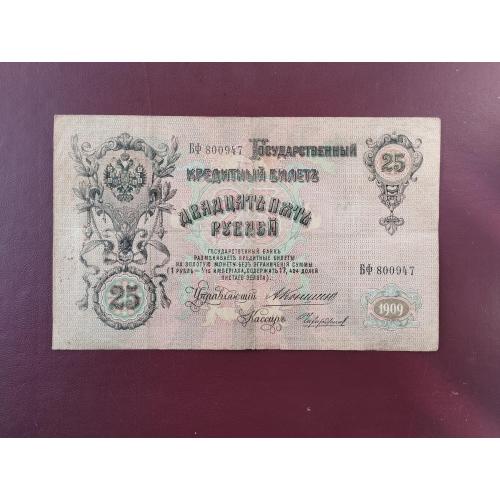 БФ 800947 Государственный
25
Кредитный Билетъ
Двадцать пять
Рублей
Государственный Банкъ
размѣниваетъ кредитные билеты
на золотую монету безъ ограниченія суммы
(1 рубль = 1/15 имперіала, содержитъ 17,424 долей
чистаго золота).
БФ 800947
25
Управляющій
Кассиръ
1909